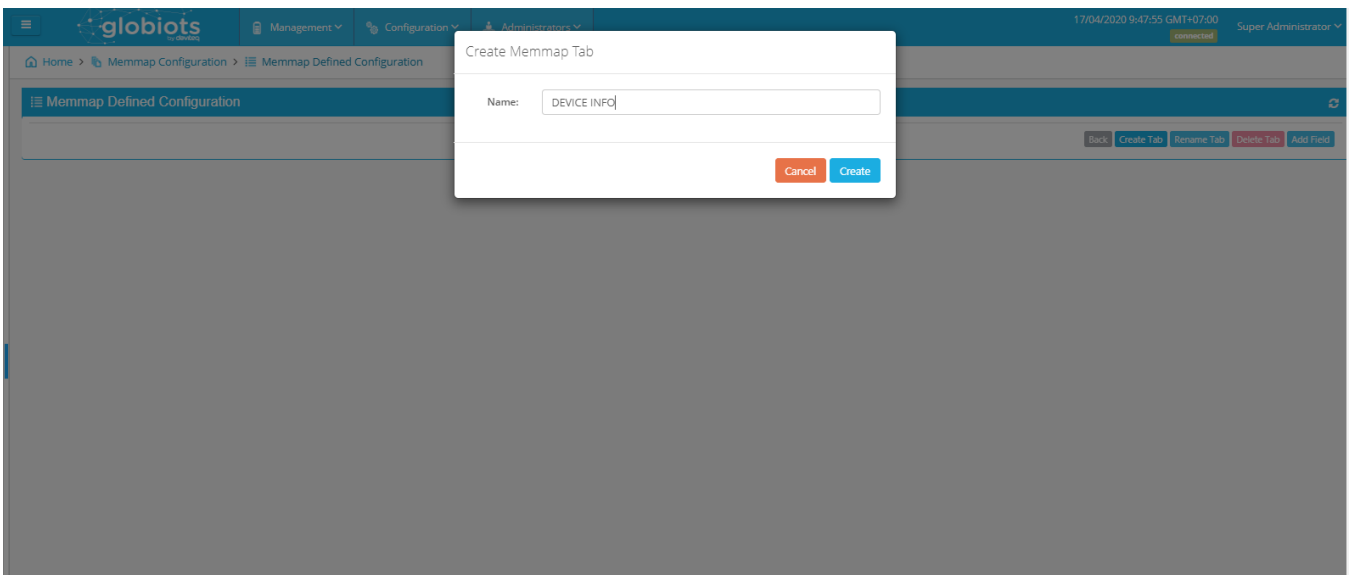 globiots
by devteq
Management
Configuration
Administrators
17/04/2020 9:47:55 GMT+07:00
connected
Super Administrator
Home > Memmap Configuration > Memmap Defined Configuration
Create Memmap Tab
Memmap Defined Configuration
Name: DEVICE INFO
Back Create Tab Rename Tab Delete Tab Add Field
Cancel Create